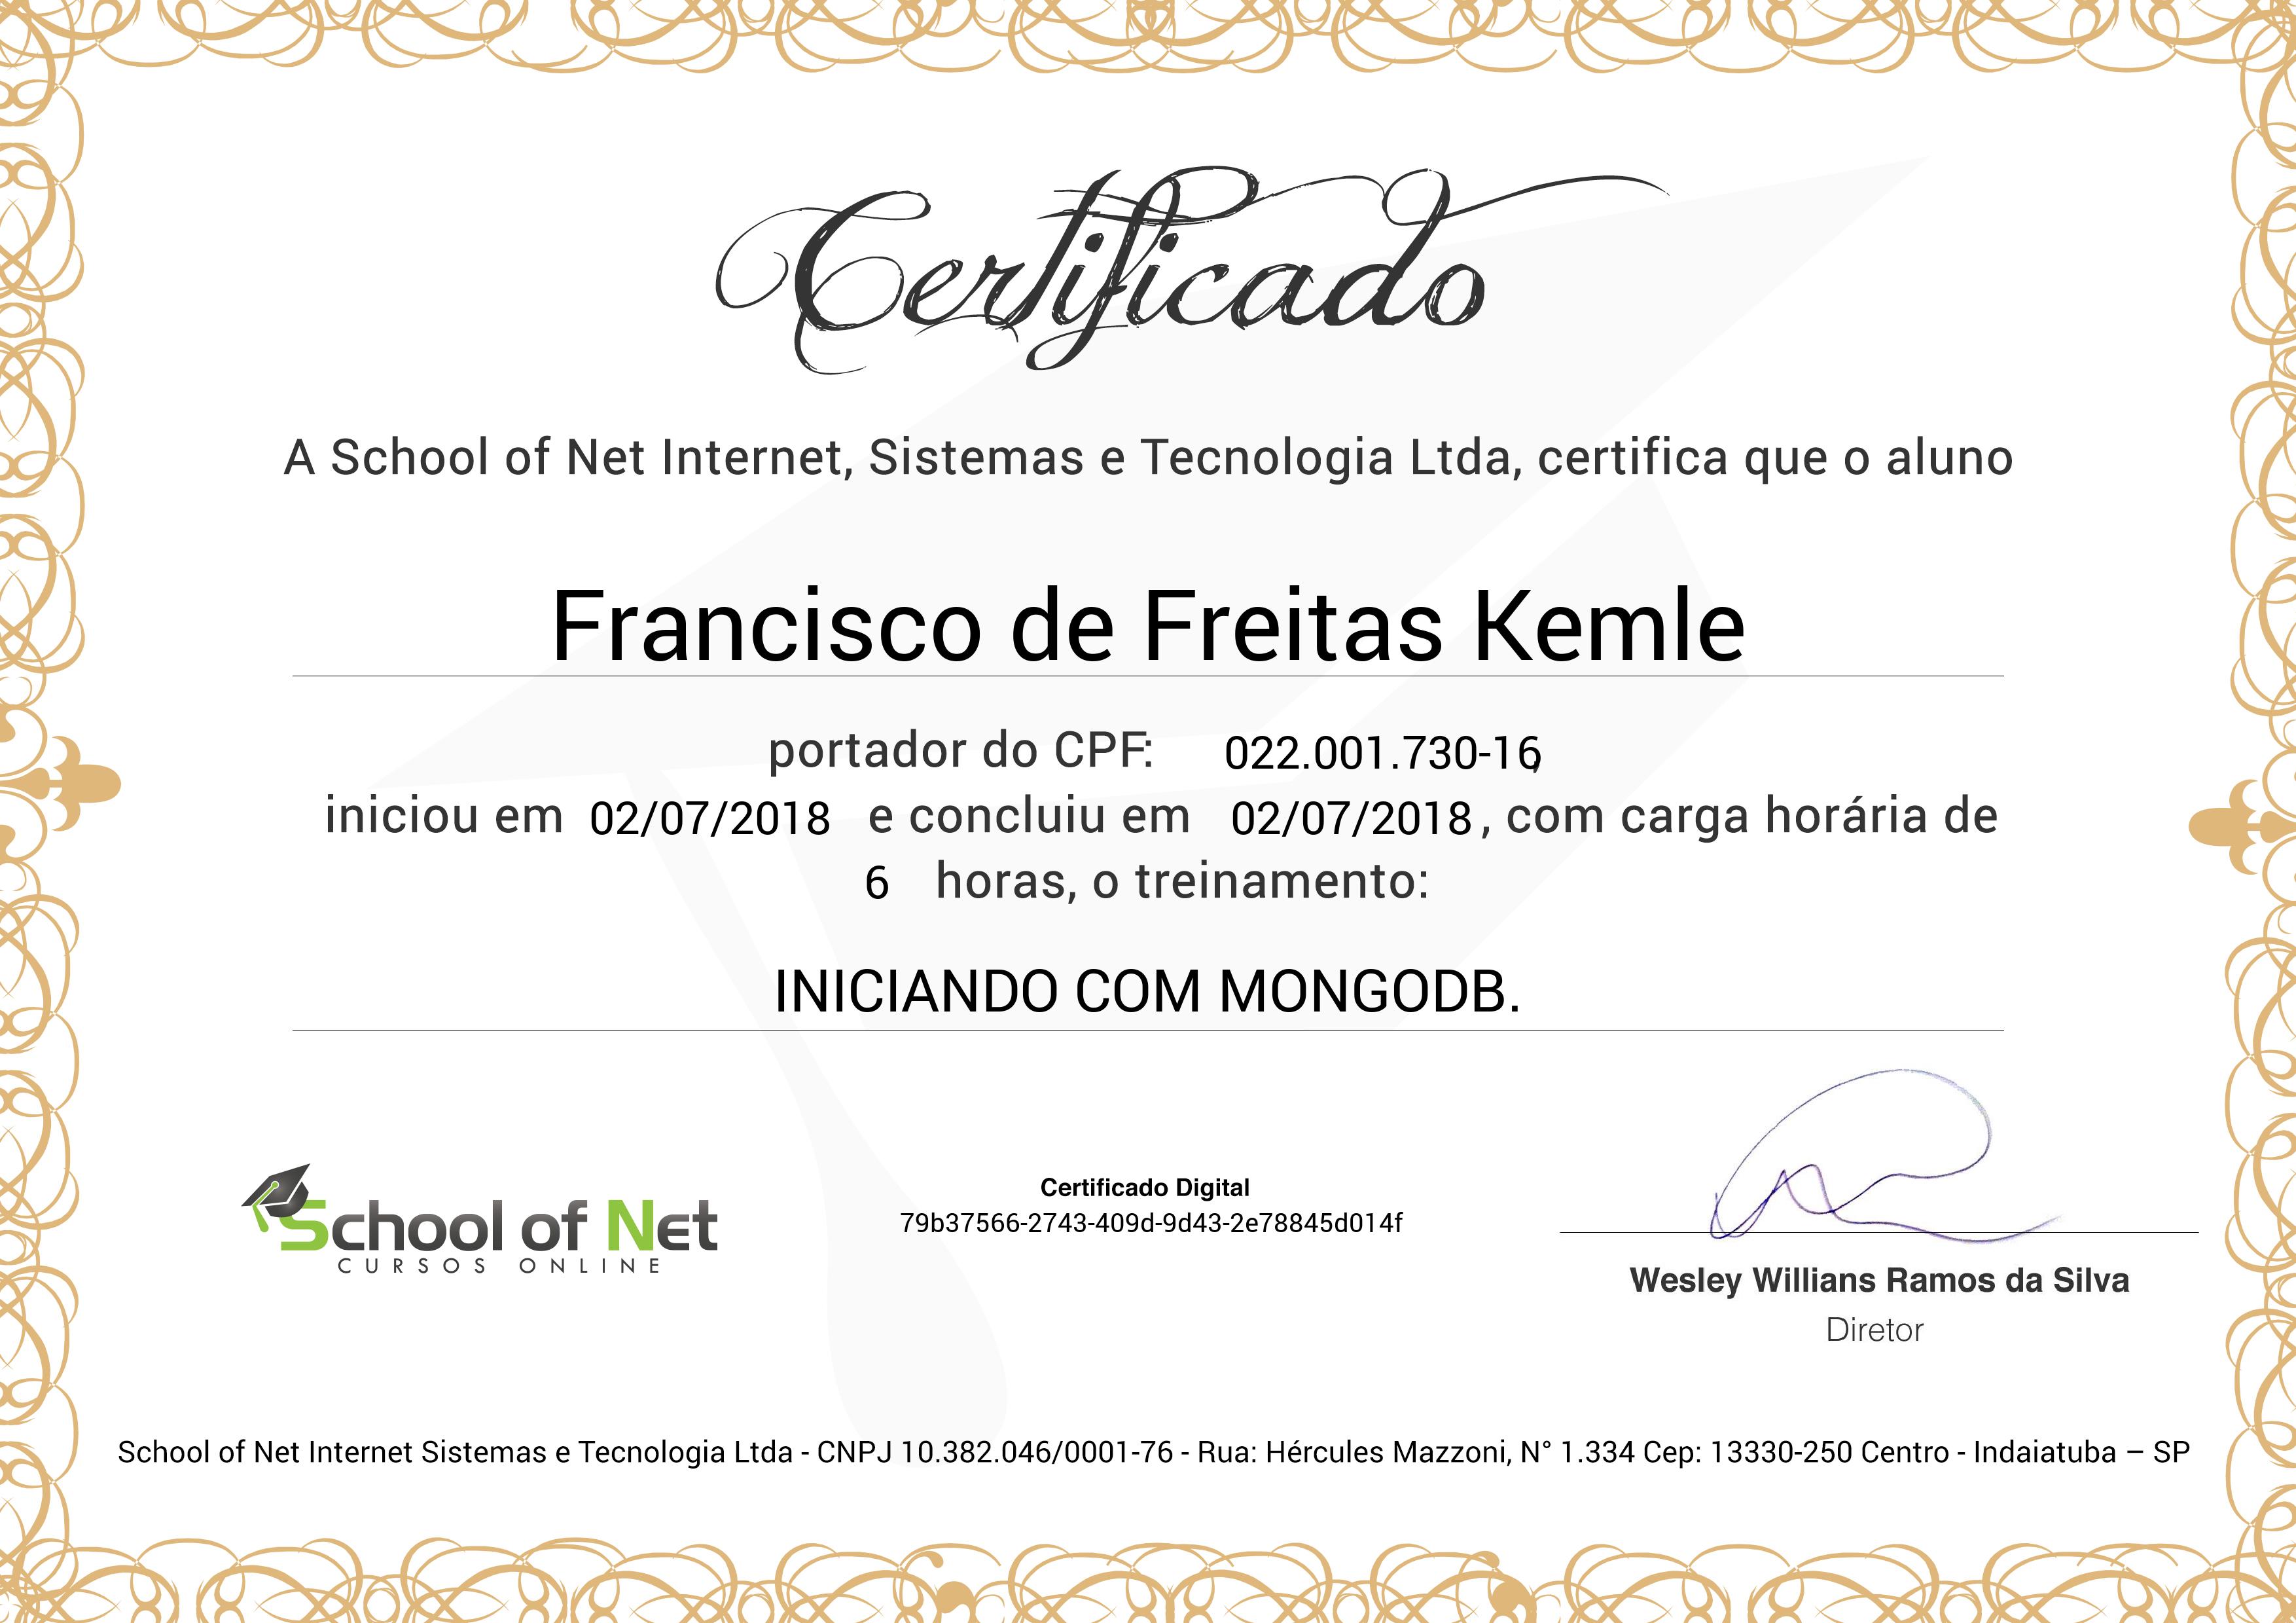 Certificado
A School of Net Internet, Sistemas e Tecnologia Ltda, certifica que o aluno
Francisco de Freitas Kemle
portador do CPF: 022.001.730-16,
iniciou em 02/07/2018 e concluiu em 02/07/2018, com carga horária de
6 horas, o treinamento:
INICIANDO COM MONGODB.
School of Net
CURSOS ONLINE
Certificado Digital
79b37566-2743-409d-9d43-2e78845d014f
Wesley Willians Ramos da Silva
Diretor
School of Net Internet Sistemas e Tecnologia Ltda - CNPJ 10.382.046/0001-76 - Rua: Hércules Mazzoni, N° 1.334 Cep: 13330-250 Centro - Indaiatuba – SP